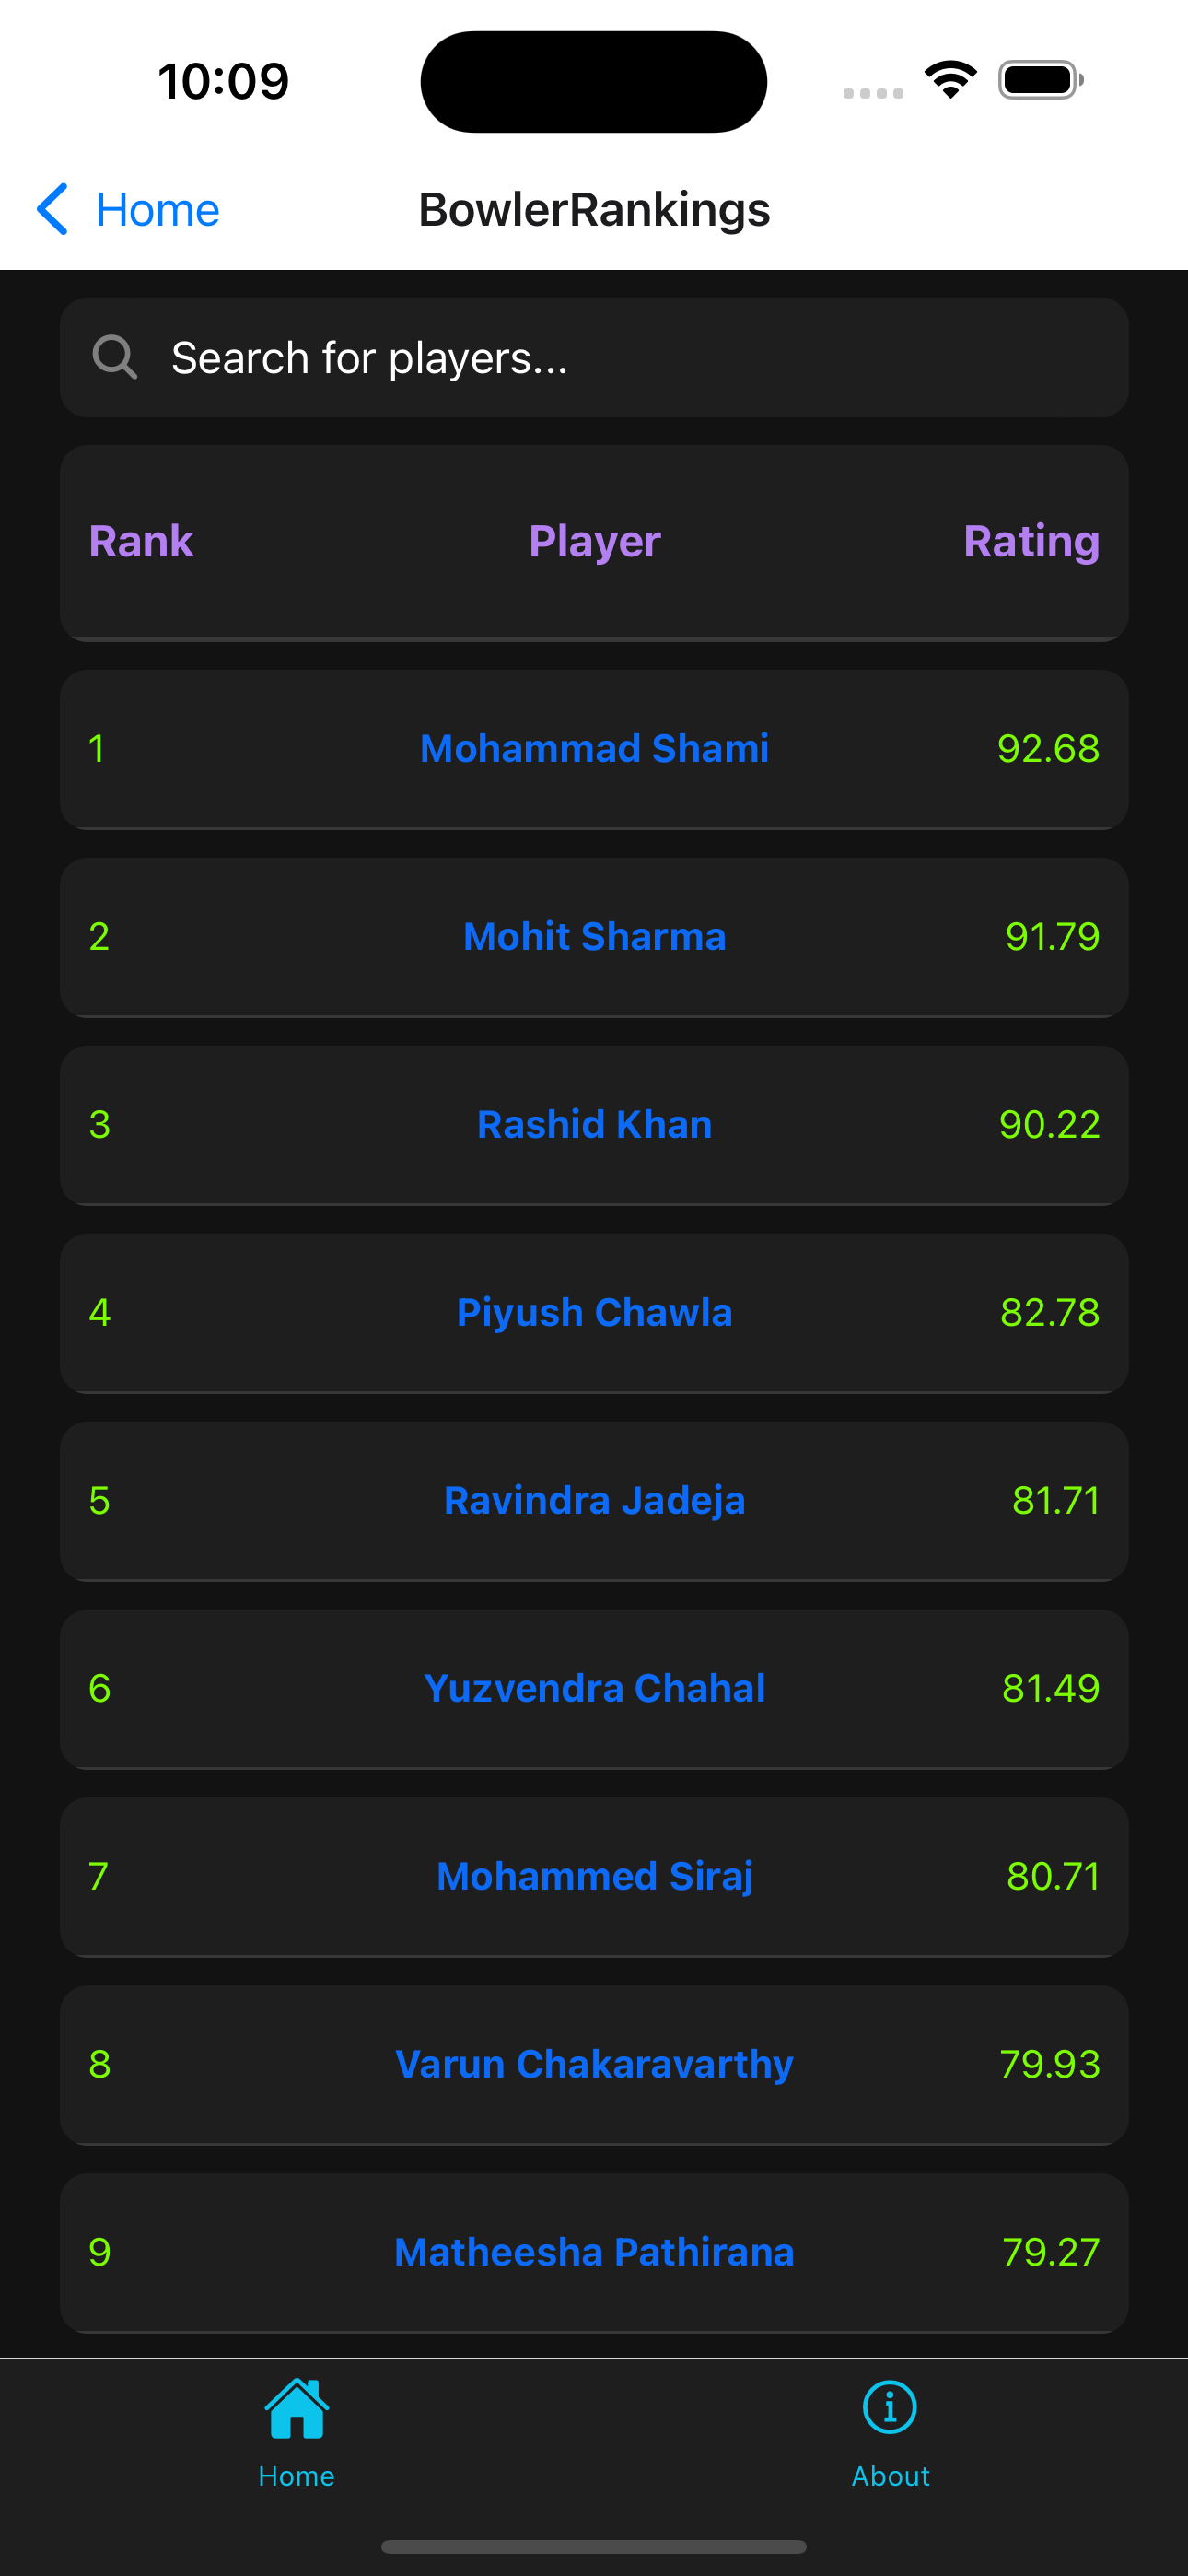 10:09
Home BowlerRankings
Search for players...
Rank Player Rating
1 Mohammad Shami 92.68
2 Mohit Sharma 91.79
3 Rashid Khan 90.22
4 Piyush Chawla 82.78
5 Ravindra Jadeja 81.71
6 Yuzvendra Chahal 81.49
7 Mohammed Siraj 80.71
8 Varun Chakaravarthy 79.93
9 Matheesha Pathirana 79.27
Home About